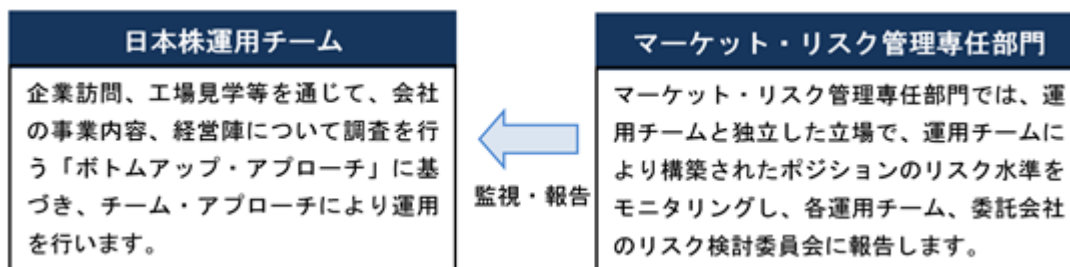 日本株運用チーム
企業訪問、工場見学等を通じて、会社
の事業内容、経営陣について調査を行
う「ボトムアップ・アプローチ」に基
づき、チーム・アプローチにより運用
を行います。
監視・報告
マーケット・リスク管理専任部門
マーケット・リスク管理専任部門では、運
用チームと独立した立場で、運用チームに
より構築されたポジションのリスク水準を
モニタリングし、各運用チーム、委託会社
のリスク検討委員会に報告します。